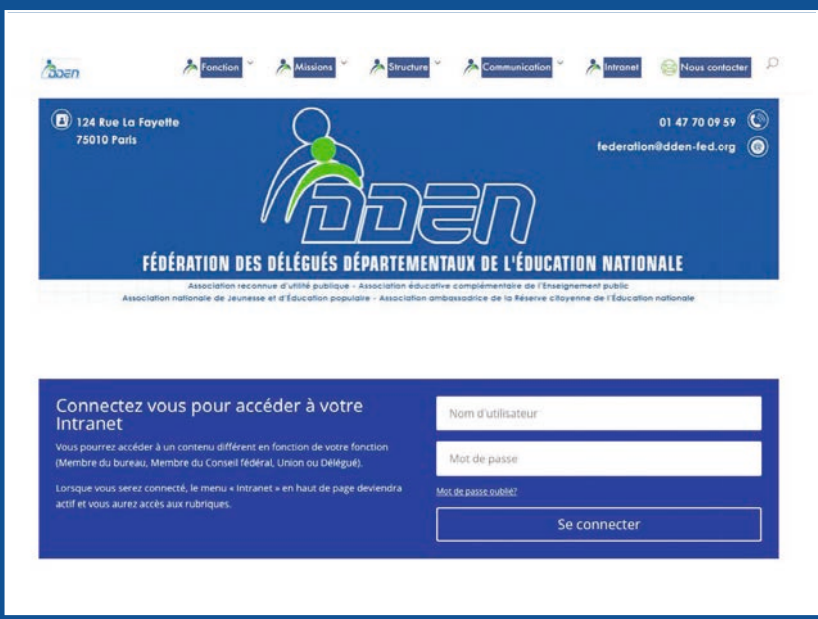 DDEN
Fonction
Missions
Structure
Communication
Intranet
Nous contacter
124 Rue La Fayette
75010 Paris
01 47 70 09 59
federation@dden-fed.org
DDEN
FÉDÉRATION DES DÉLÉGUÉS DÉPARTEMENTAUX DE L'ÉDUCATION NATIONALE
Association reconnue d'utilité publique - Association éducative complémentaire de l'Enseignement public
Association nationale de Jeunesse et d'Éducation populaire - Association ambassadrice de la Réserve citoyenne de l'Éducation nationale
Connectez vous pour accéder à votre
Intranet
Vous pourrez accéder à un contenu différent en fonction de votre fonction
(Membre du bureau, Membre du Conseil fédéral, Union ou Délégué).
Lorsque vous serez connecté, le menu « Intranet » en haut de page deviendra
actif et vous aurez accès aux rubriques.
Nom d'utilisateur
Mot de passe
Mot de passe oublié?
Se connecter